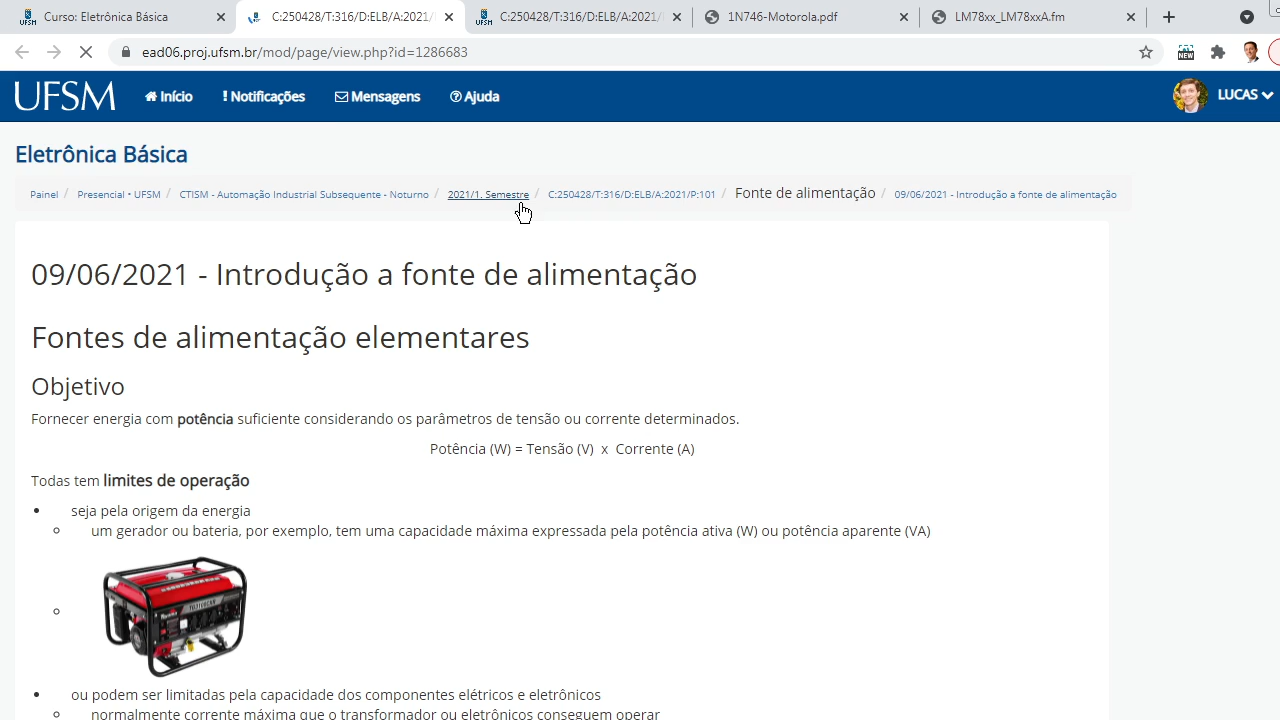 Curso: Eletrônica Básica
C:250428/T:316/D:ELB/A:2021/
C:250428/T:316/D:ELB/A:2021/
1N746-Motorola.pdf
LM78xx_LM78xxA.fm
ead06.proj.ufsm.br/mod/page/view.php?id=1286683
NEW
UFSM
Início
! Notificações
Mensagens
Ajuda
LUCAS
Eletrônica Básica
Painel / Presencial • UFSM / CTISM - Automação Industrial Subsequente - Noturno / 2021/1. Semestre / C:250428/T:316/D:ELB/A:2021/P:101 / Fonte de alimentação / 09/06/2021 - Introdução a fonte de alimentação
09/06/2021 - Introdução a fonte de alimentação
Fontes de alimentação elementares
Objetivo
Fornecer energia com potência suficiente considerando os parâmetros de tensão ou corrente determinados.
Potência (W) = Tensão (V) x Corrente (A)
Todas tem limites de operação
• seja pela origem da energia
o um gerador ou bateria, por exemplo, tem uma capacidade máxima expressada pela potência ativa (W) ou potência aparente (VA)
• ou podem ser limitadas pela capacidade dos componentes elétricos e eletrônicos
o normalmente corrente máxima que o transformador ou eletrônicos conseguem operar